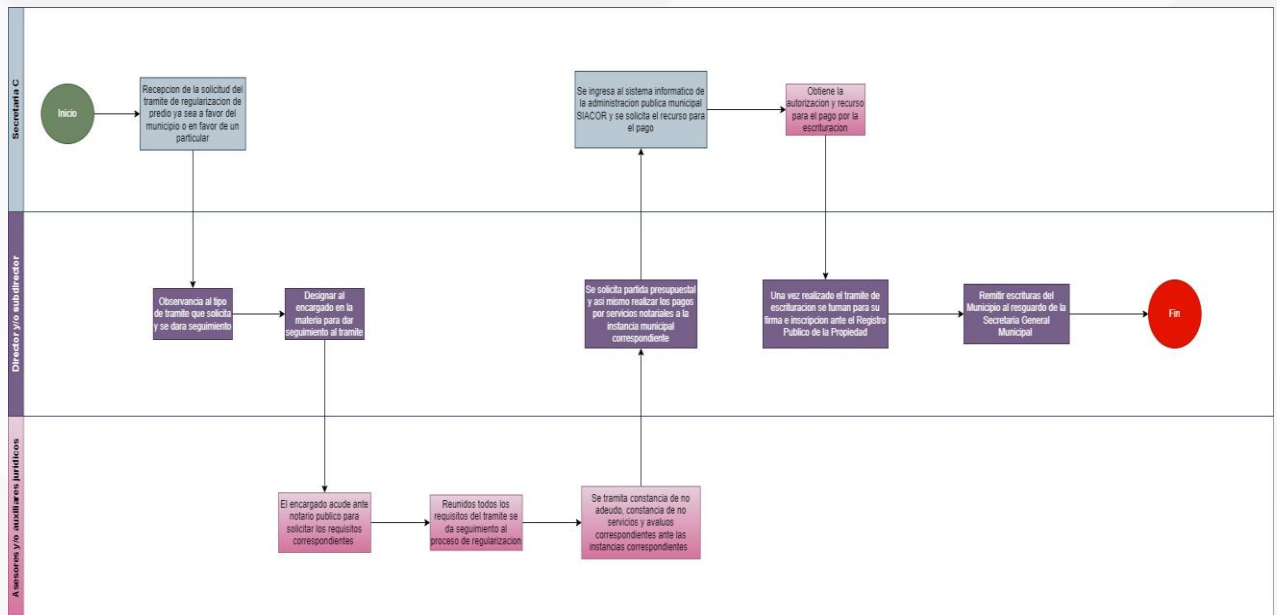 Secretaria C
Inicio
Recepcion de la solicitud del
tramite de regularizacion de
predio ya sea a favor del
municipio o en favor de un
particular
Se ingresa al sistema informatico de
la administracion publica municipal
SIACOR y se solicita el recurso para
el pago
Obtiene la
autorizacion y recurso
para el pago por la
escrituracion
Director y/o subdirector
Observancia al tipo
de tramite que solicita
y se dara seguimiento
Designar al
encargado en la
materia para dar
seguimiento al tramite
Se solicita partida presupuestal
y asi mismo realizar los pagos
por servicios notariales a la
instancia municipal
correspondiente
Una vez realizado el tramite de
escrituracion se turnan para su
firma e inscripcion ante el Registro
Publico de la Propiedad
Remitir escrituras del
Municipio al resguardo de la
Secretaria General
Municipal
Fin
Asesores y/o auxiliares juridicos
El encargado acude ante
notario publico para
solicitar los requisitos
correspondientes
Reunidos todos los
requisitos del tramite se
da seguimiento al
proceso de regularizacion
Se tramita constancia de no
adeudo, constancia de no
servicios y avaluos
correspondientes ante las
instancias correspondientes